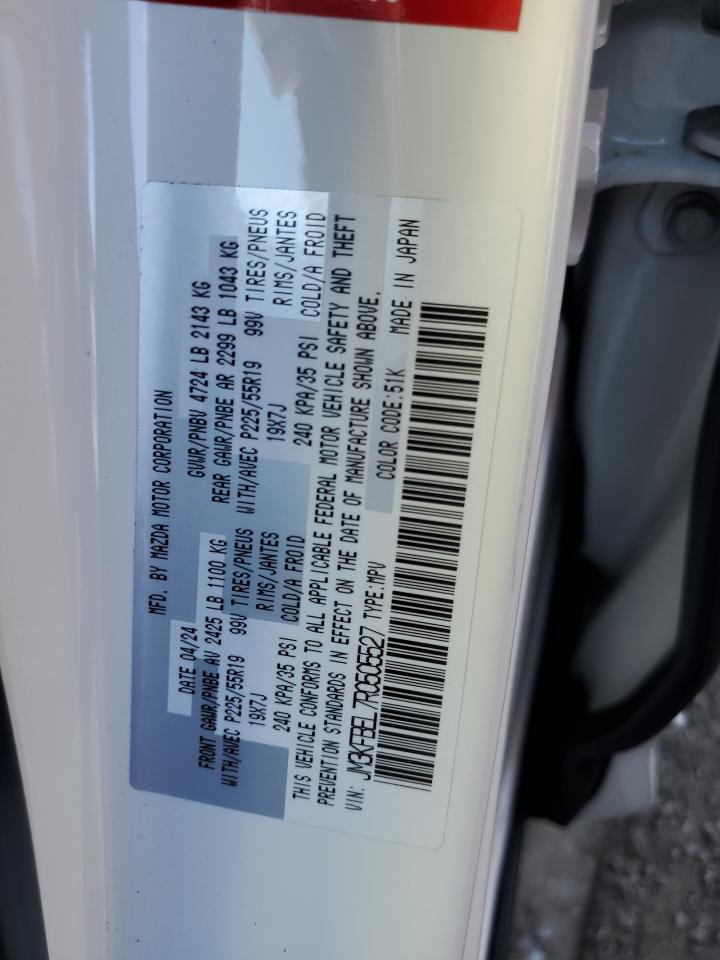 MFD. BY MAZDA MOTOR CORPORATION
DATE 04/24 GVWR/PNBV 4724 LB 2143 KG
FRONT GAWR/PNBE AV 2425 LB 1100 KG REAR GAWR/PNBE AR 2299 LB 1043 KG
WITH/AVEC P225/55R19 99V TIRES/PNEUS WITH/AVEC P225/55R19 99V TIRES/PNEUS
19X7J RIMS/JANTES 19X7J RIMS/JANTES
240 KPA/35 PSI COLD/A FROID 240 KPA/35 PSI COLD/A FROID
THIS VEHICLE CONFORMS TO ALL APPLICABLE FEDERAL MOTOR VEHICLE SAFETY AND THEFT
PREVENTION STANDARDS IN EFFECT ON THE DATE OF MANUFACTURE SHOWN ABOVE.
VIN: JM3KFBEL7R0505527 TYPE:MPV COLOR CODE:51K MADE IN JAPAN